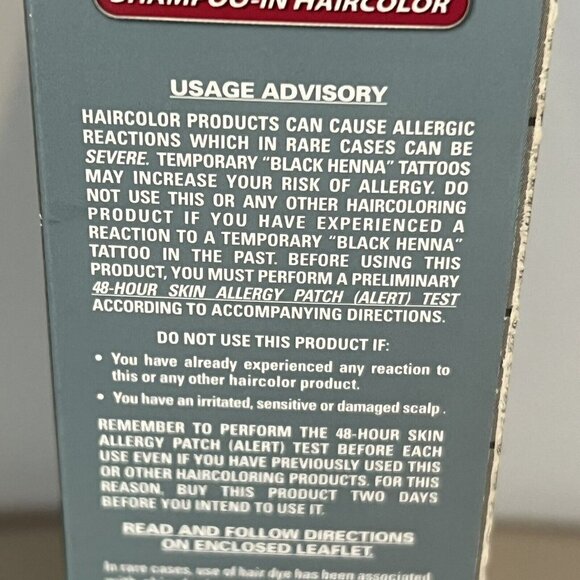 SHAMPOO-IN HAIRCOLOR
USAGE ADVISORY
HAIRCOLOR PRODUCTS CAN CAUSE ALLERGIC
REACTIONS WHICH IN RARE CASES CAN BE
SEVERE. TEMPORARY "BLACK HENNA" TATTOOS
MAY INCREASE YOUR RISK OF ALLERGY. DO
NOT USE THIS OR ANY OTHER HAIRCOLORING
PRODUCT IF YOU HAVE EXPERIENCED A
REACTION TO A TEMPORARY "BLACK HENNA"
TATTOO IN THE PAST. BEFORE USING THIS
PRODUCT, YOU MUST PERFORM A PRELIMINARY
48-HOUR SKIN ALLERGY PATCH (ALERT) TEST
ACCORDING TO ACCOMPANYING DIRECTIONS.
DO NOT USE THIS PRODUCT IF:
• You have already experienced any reaction to
this or any other haircolor product.
• You have an irritated, sensitive or damaged scalp.
REMEMBER TO PERFORM THE 48-HOUR SKIN
ALLERGY PATCH (ALERT) TEST BEFORE EACH
USE EVEN IF YOU HAVE PREVIOUSLY USED THIS
OR OTHER HAIRCOLORING PRODUCTS. FOR THIS
REASON, BUY THIS PRODUCT TWO DAYS
BEFORE YOU INTEND TO USE IT.
READ AND FOLLOW DIRECTIONS
ON ENCLOSED LEAFLET.
In rare cases, use of hair dye has been associated